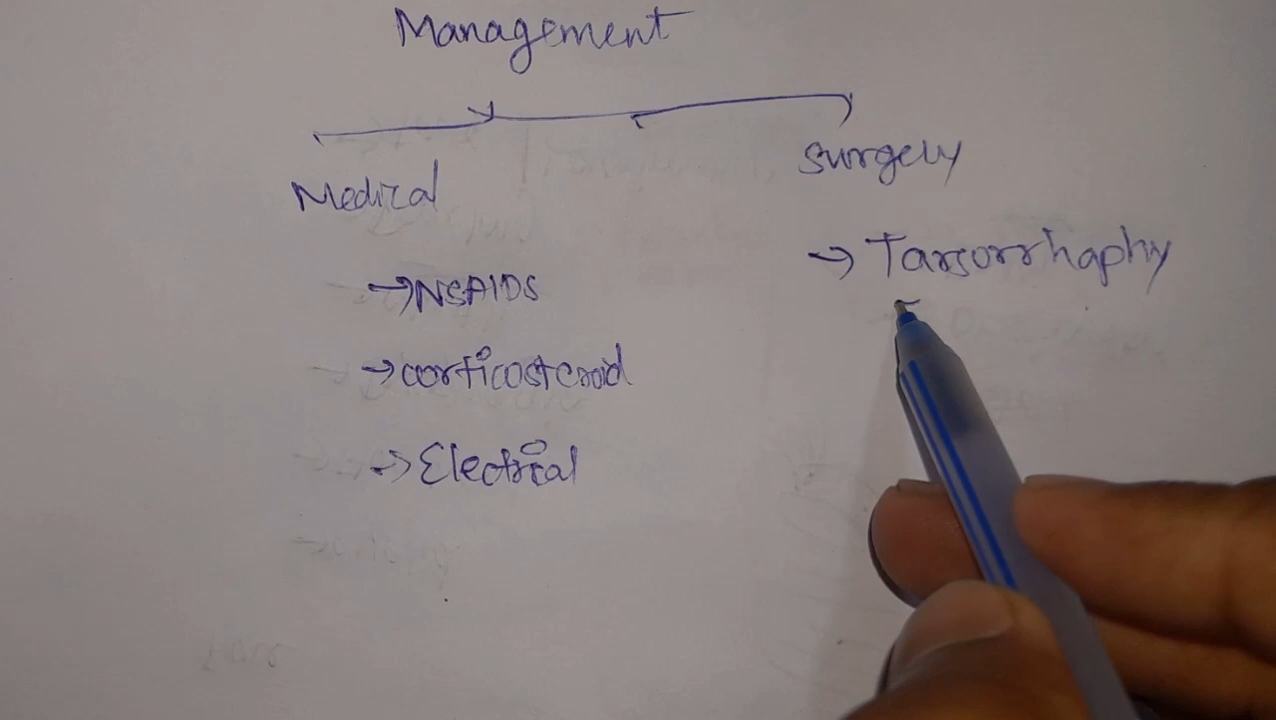 Management
Medical
Surgery
→ NSAIDS
→ corticosteroid
→ Electrical
→ Tarsorrhaphy